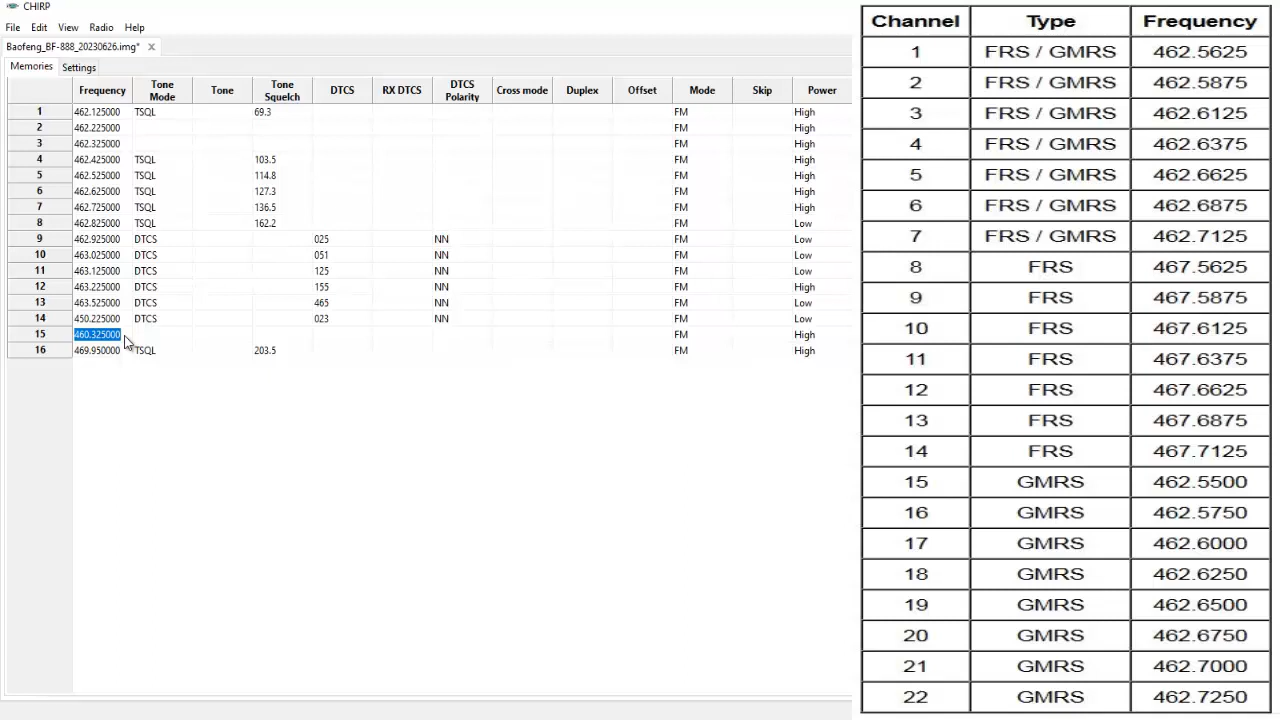 CHIRP
File Edit View Radio Help
Baofeng_BF-888_20230626.img* x
Memories Settings
Frequency Tone Mode Tone Tone Squelch DTCS RX DTCS DTCS Polarity Cross mode Duplex Offset Mode Skip Power
1 462.125000 TSQL 69.3 FM High
2 462.225000 FM High
3 462.325000 FM High
4 462.425000 TSQL 103.5 FM High
5 462.525000 TSQL 114.8 FM High
6 462.625000 TSQL 127.3 FM High
7 462.725000 TSQL 136.5 FM High
8 462.825000 TSQL 162.2 FM Low
9 462.925000 DTCS 025 NN FM Low
10 463.025000 DTCS 051 NN FM Low
11 463.125000 DTCS 125 NN FM Low
12 463.225000 DTCS 155 NN FM High
13 463.525000 DTCS 465 NN FM Low
14 450.225000 DTCS 023 NN FM Low
15 460.325000 FM High
16 469.950000 TSQL 203.5 FM High
Channel Type Frequency
1 FRS / GMRS 462.5625
2 FRS / GMRS 462.5875
3 FRS / GMRS 462.6125
4 FRS / GMRS 462.6375
5 FRS / GMRS 462.6625
6 FRS / GMRS 462.6875
7 FRS / GMRS 462.7125
8 FRS 467.5625
9 FRS 467.5875
10 FRS 467.6125
11 FRS 467.6375
12 FRS 467.6625
13 FRS 467.6875
14 FRS 467.7125
15 GMRS 462.5500
16 GMRS 462.5750
17 GMRS 462.6000
18 GMRS 462.6250
19 GMRS 462.6500
20 GMRS 462.6750
21 GMRS 462.7000
22 GMRS 462.7250